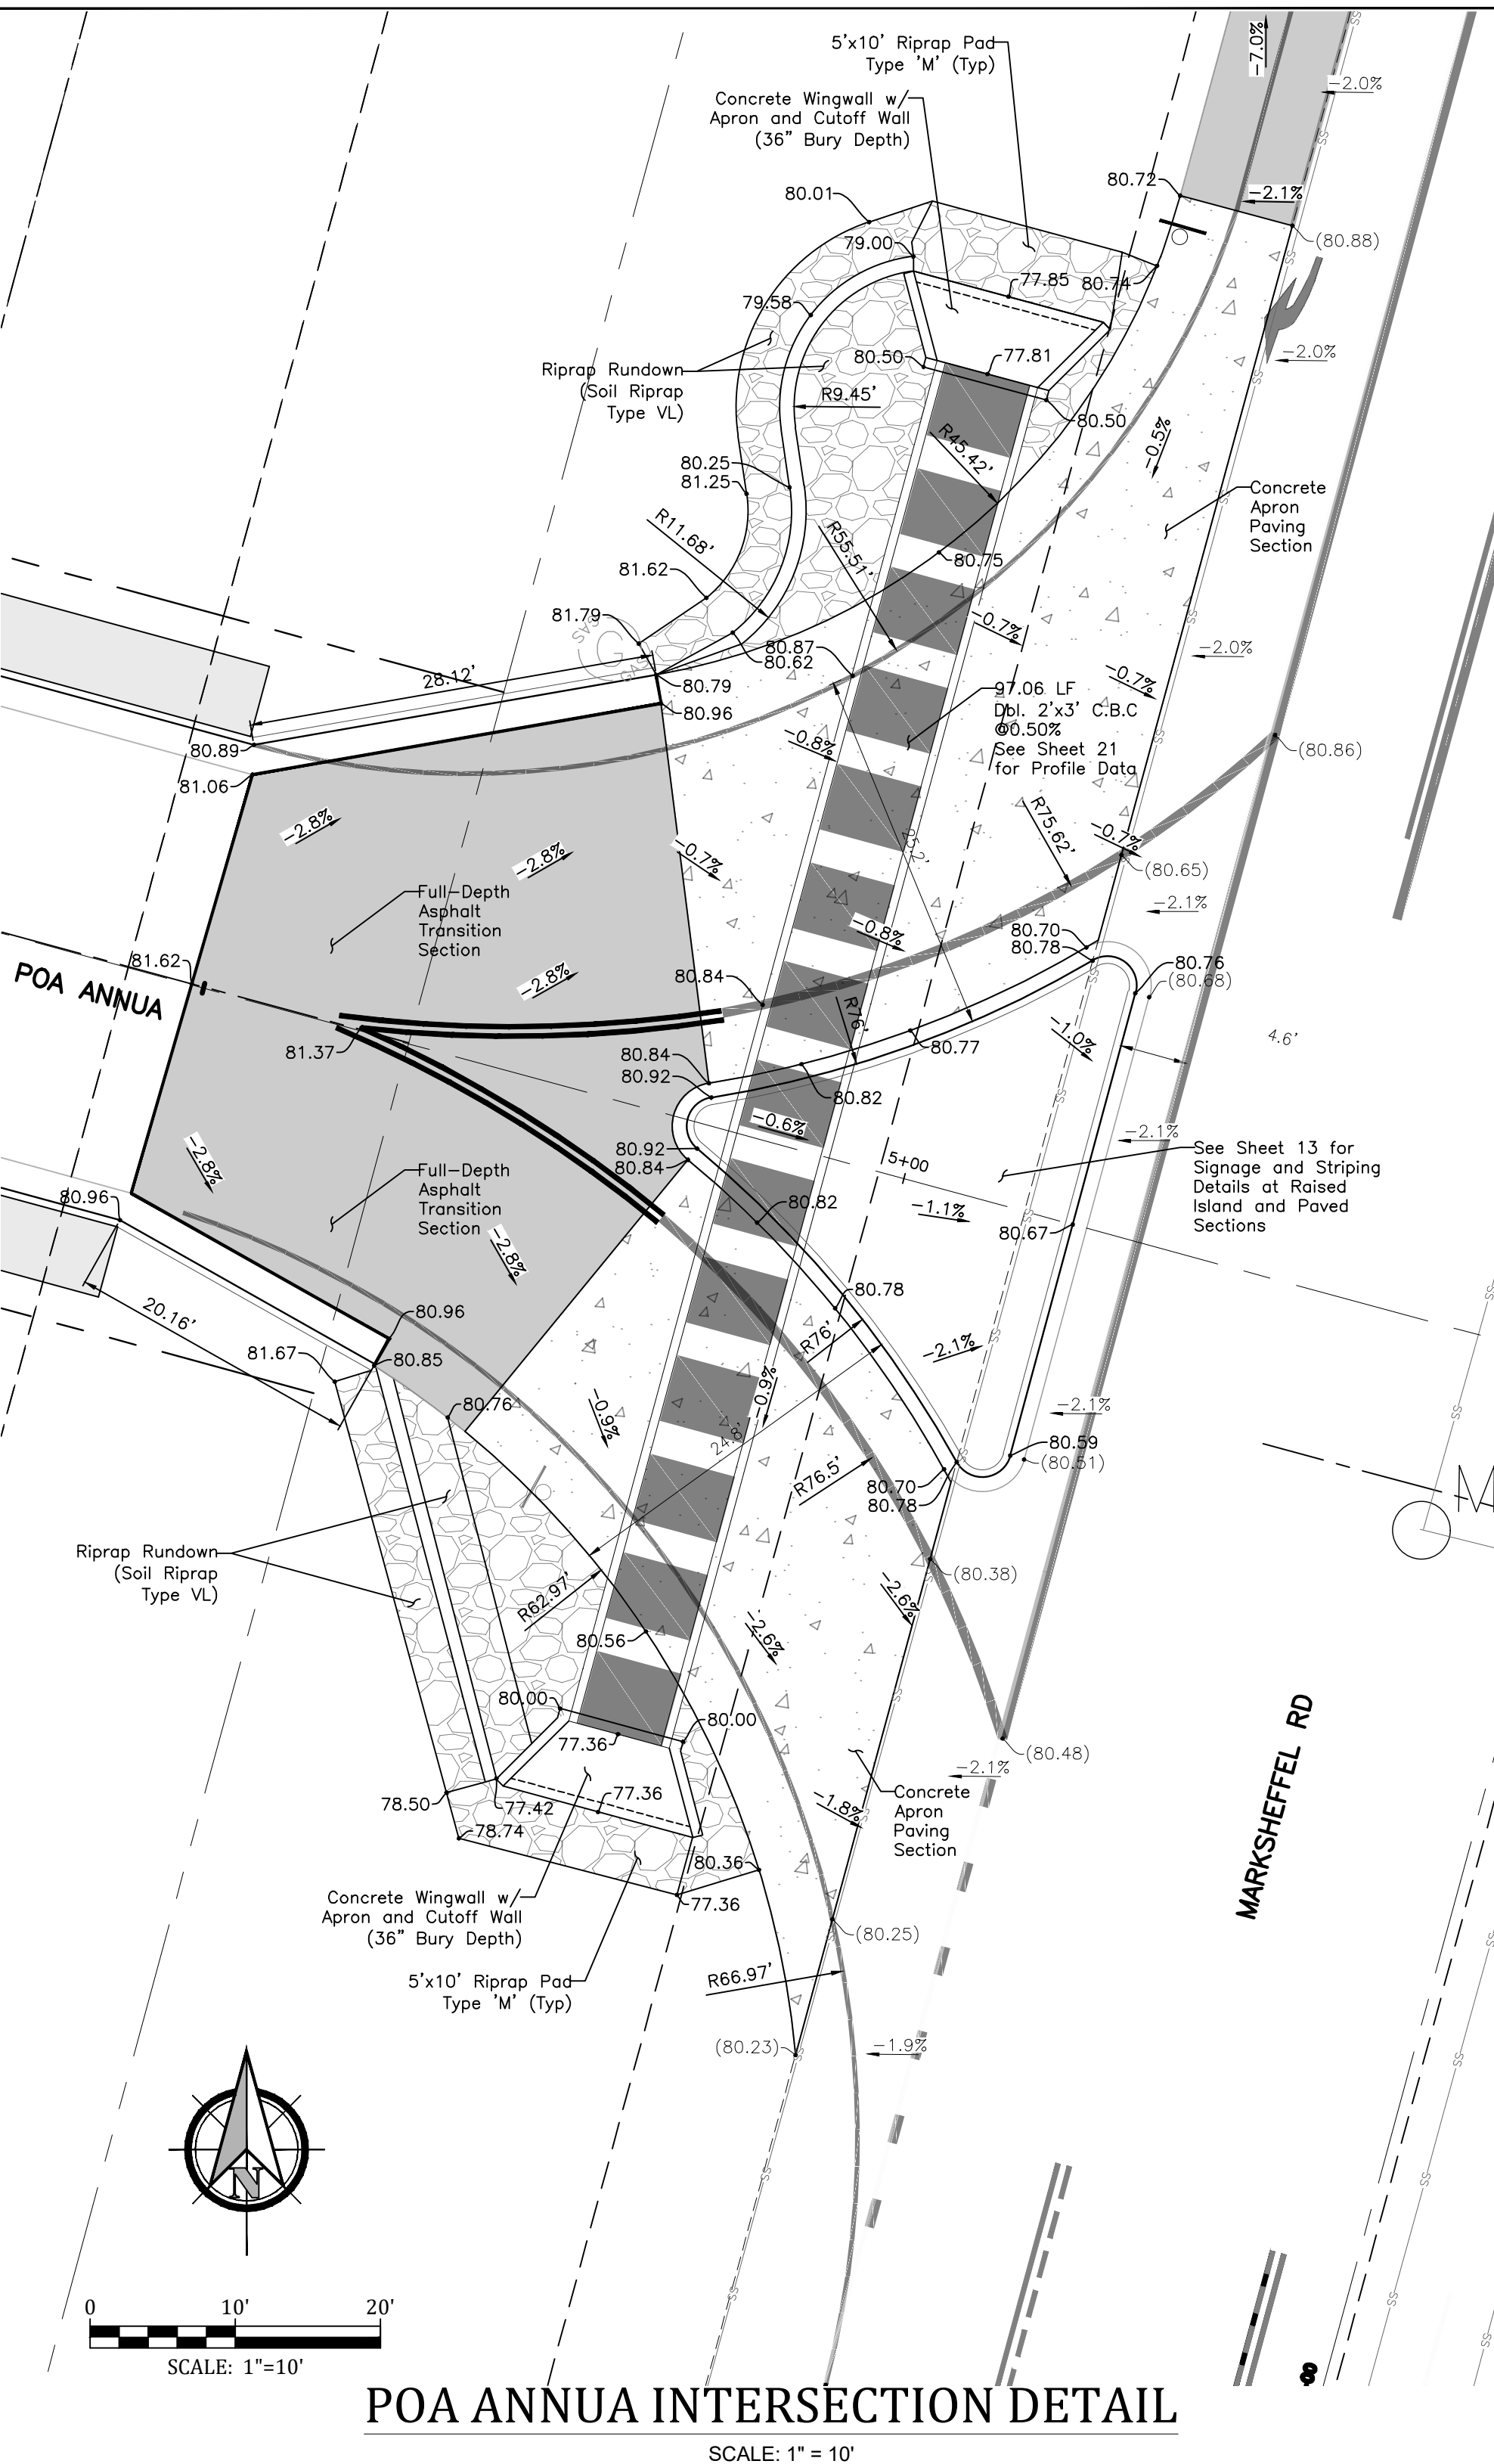 -7.0%
5'x10' Riprap Pad
Type 'M' (Typ)
-2.0%
Concrete Wingwall w/
Apron and Cutoff Wall
(36" Bury Depth)
SS
80.72
-2.1%
80.01
(80.88)
79.00
77.85
80.74
79.58
80.50
77.81
-2.0%
Riprap Rundown
(Soil Riprap
Type VL)
R9.45'
80.50
R45.42'
-0.5%
80.25
81.25
Concrete
Apron
Paving
Section
R11.68'
R55.51'
80.75
81.62
81.79
GAS
G
GAS
-0.7%
80.87
80.62
-2.0%
28.12'
80.79
80.96
97.06 LF
Dbl. 2'x3' C.B.C
@0.50%
See Sheet 21
for Profile Data
-0.7%
80.89
-0.8%
(80.86)
81.06
-2.8%
-2.8%
-0.7%
25.2'
R75.62'
-0.7%
(80.65)
Full-Depth
Asphalt
Transition
Section
-2.1%
-0.8%
80.70
80.78
81.62
POA ANNUA
-2.8%
80.84
80.76
(80.68)
R76'
-1.0%
4.6'
81.37
80.84
80.92
80.77
80.82
-0.6%
-2.1%
80.92
80.84
5+00
See Sheet 13 for
Signage and Striping
Details at Raised
Island and Paved
Sections
-2.8%
Full-Depth
Asphalt
Transition
Section
80.96
80.82
-1.1%
80.67
-2.8%
80.78
20.16'
80.96
R76'
-2.1%
81.67
80.85
-0.9%
80.76
-0.9%
-2.1%
24.8'
80.59
(80.51)
R76.5'
80.70
80.78
M
Riprap Rundown
(Soil Riprap
Type VL)
(80.38)
-2.6%
R62.97'
80.56
-2.6%
80.00
80.00
77.36
(80.48)
-2.1%
MARKSHEFFEL RD
78.50
77.42
77.36
-1.8%
Concrete
Apron
Paving
Section
78.74
80.36
Concrete Wingwall w/
Apron and Cutoff Wall
(36" Bury Depth)
77.36
(80.25)
5'x10' Riprap Pad
Type 'M' (Typ)
R66.97'
(80.23)
-1.9%
N
0 10' 20'
SCALE: 1"=10'
8
POA ANNUA INTERSECTION DETAIL
SCALE: 1" = 10'